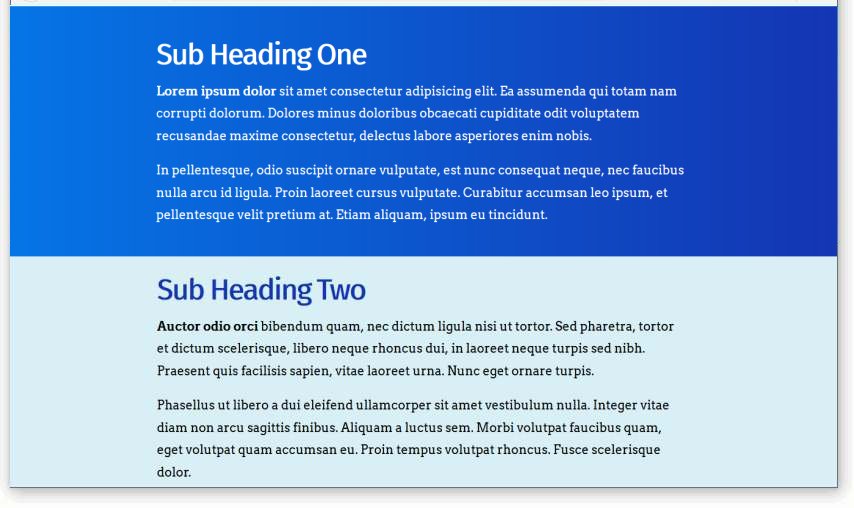 Sub Heading One
Lorem ipsum dolor sit amet consectetur adipisicing elit. Ea assumenda qui totam nam
corrupti dolorum. Dolores minus doloribus obcaecati cupiditate odit voluptatem
recusandae maxime consectetur, delectus labore asperiores enim nobis.
In pellentesque, odio suscipit ornare vulputate, est nunc consequat neque, nec faucibus
nulla arcu id ligula. Proin laoreet cursus vulputate. Curabitur accumsan leo ipsum, et
pellentesque velit pretium at. Etiam aliquam, ipsum eu tincidunt.
Sub Heading Two
Auctor odio orci bibendum quam, nec dictum ligula nisi ut tortor. Sed pharetra, tortor
et dictum scelerisque, libero neque rhoncus dui, in laoreet neque turpis sed nibh.
Praesent quis facilisis sapien, vitae laoreet urna. Nunc eget ornare turpis.
Phasellus ut libero a dui eleifend ullamcorper sit amet vestibulum nulla. Integer vitae
diam non arcu sagittis finibus. Aliquam a luctus sem. Morbi volutpat faucibus quam,
eget volutpat quam accumsan eu. Proin tempus volutpat rhoncus. Fusce scelerisque
dolor.